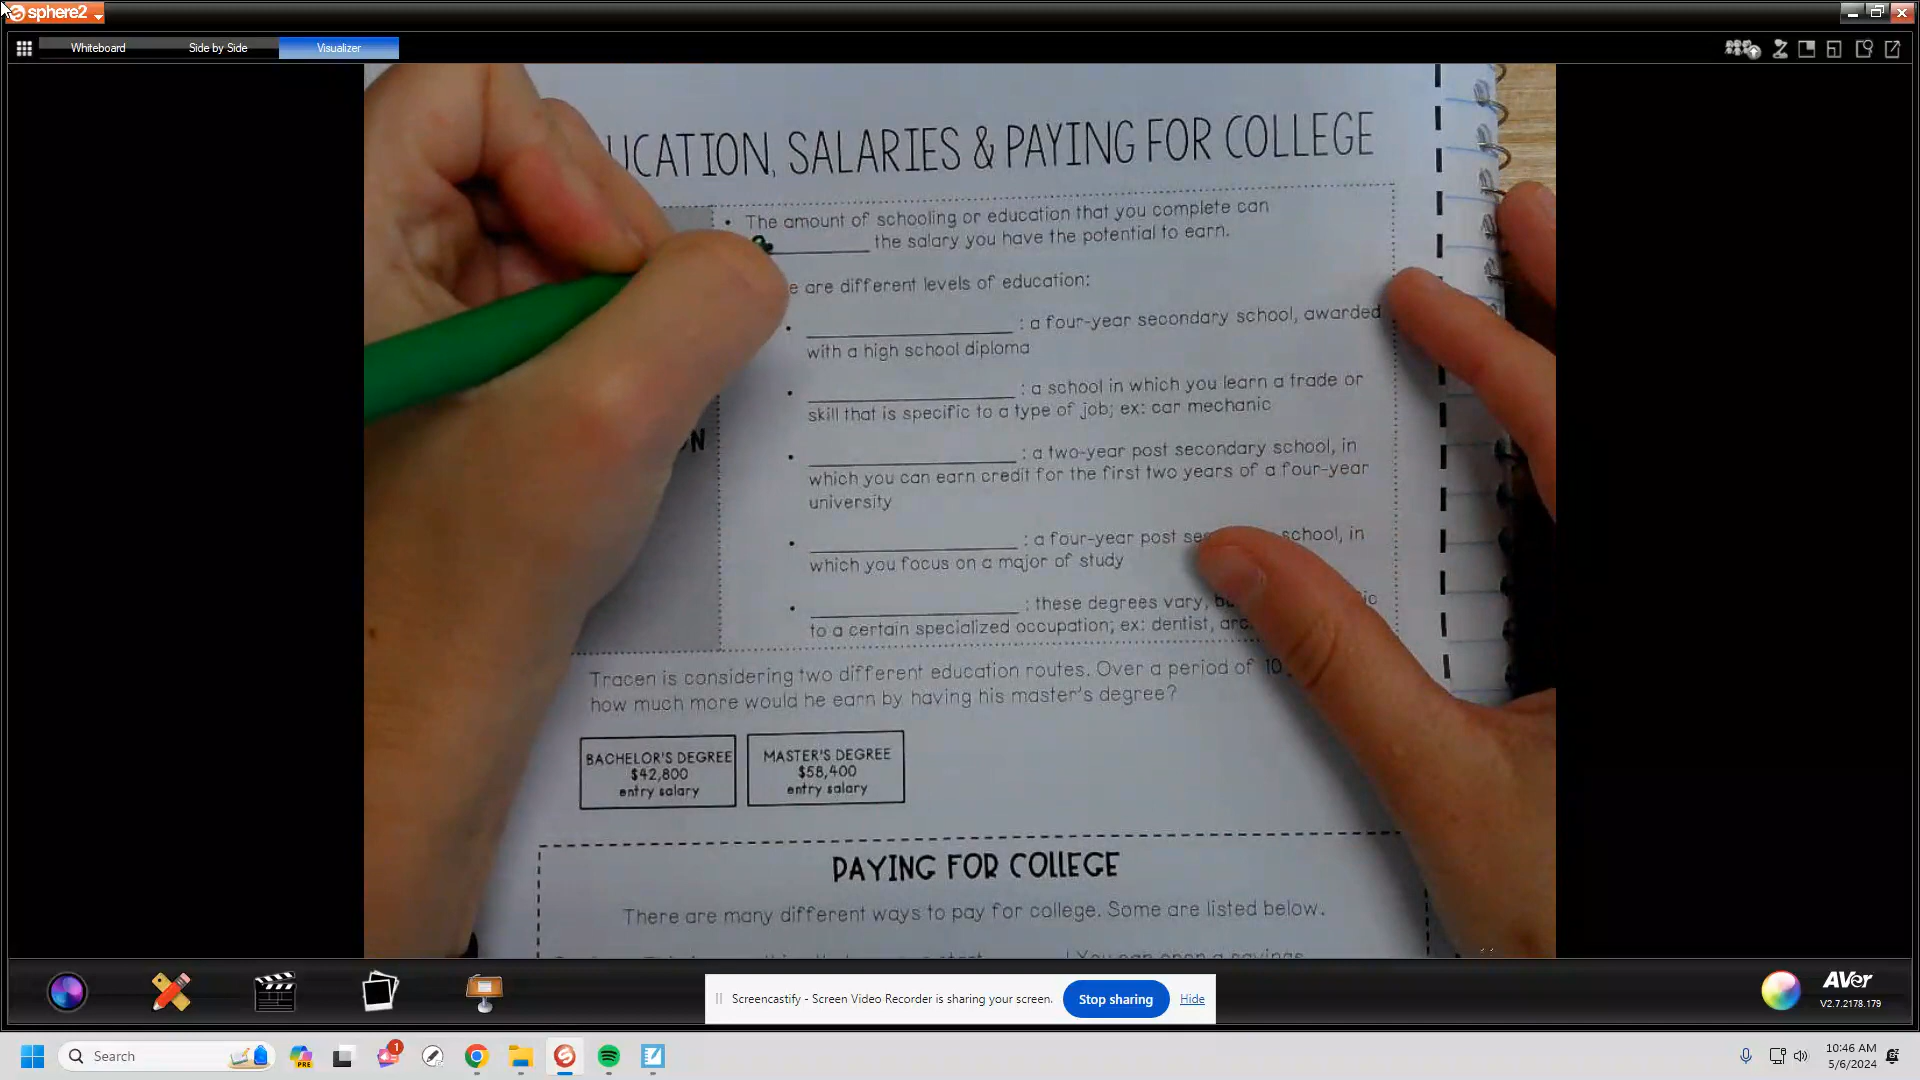 sphere2
Whiteboard
Side by Side
Visualizer
UCATION, SALARIES & PAYING FOR COLLEGE
• The amount of schooling or education that you complete can
the salary you have the potential to earn.
e are different levels of education:
• ____________ : a four-year secondary school, awarded
with a high school diploma
• ____________ : a school in which you learn a trade or
skill that is specific to a type of job; ex: car mechanic
ON
• ____________ : a two-year post secondary school, in
which you can earn credit for the first two years of a four-year
university
• ____________ : a four-year post school, in
which you focus on a major of study
• ____________ : these degrees vary,
to a certain specialized occupation; ex: dentist,
Tracen is considering two different education routes. Over a period of 10
how much more would he earn by having his master's degree?
BACHELOR'S DEGREE
$42,800
entry salary
MASTER'S DEGREE
$58,400
entry salary
PAYING FOR COLLEGE
There are many different ways to pay for college. Some are listed below.
Screencastify - Screen Video Recorder is sharing your screen.
Stop sharing
Hide
AVer
V2.7.2178.179
Search
PRE
1
10:46 AM
5/6/2024